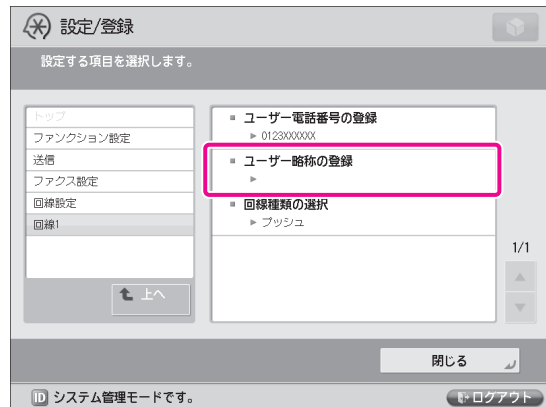 設定/登録
設定する項目を選択します。
トップ
ファンクション設定
送信
ファクス設定
回線設定
回線1
上へ
ユーザー電話番号の登録
0123XXXXXX
ユーザー略称の登録
回線種類の選択
プッシュ
1/1
閉じる
ID システム管理モードです。
ログアウト